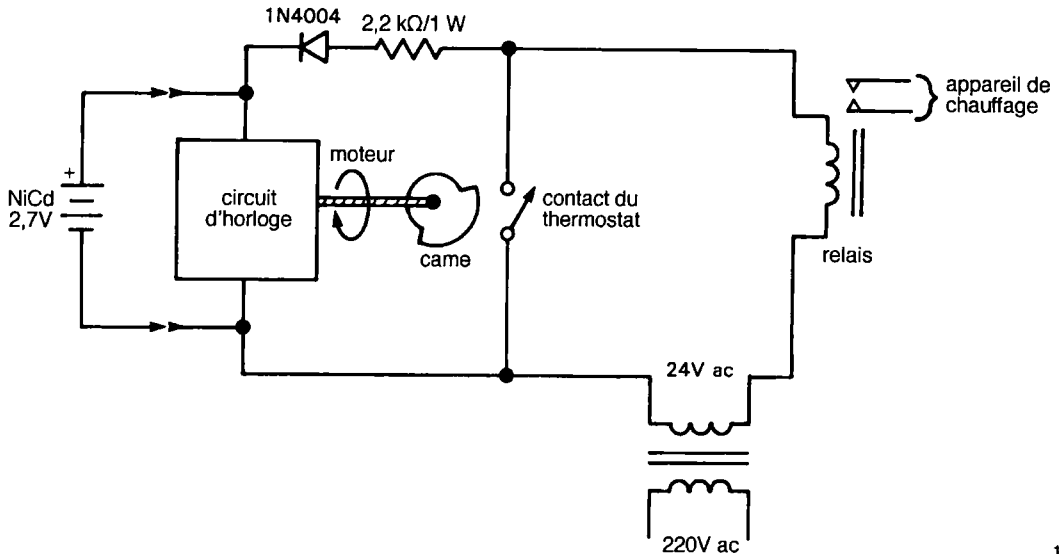 1N4004
2,2 kΩ/1 W
appareil de
chauffage
moteur
+
NiCd
2,7V
circuit
d'horloge
contact du
thermostat
came
relais
24V ac
220V ac
1